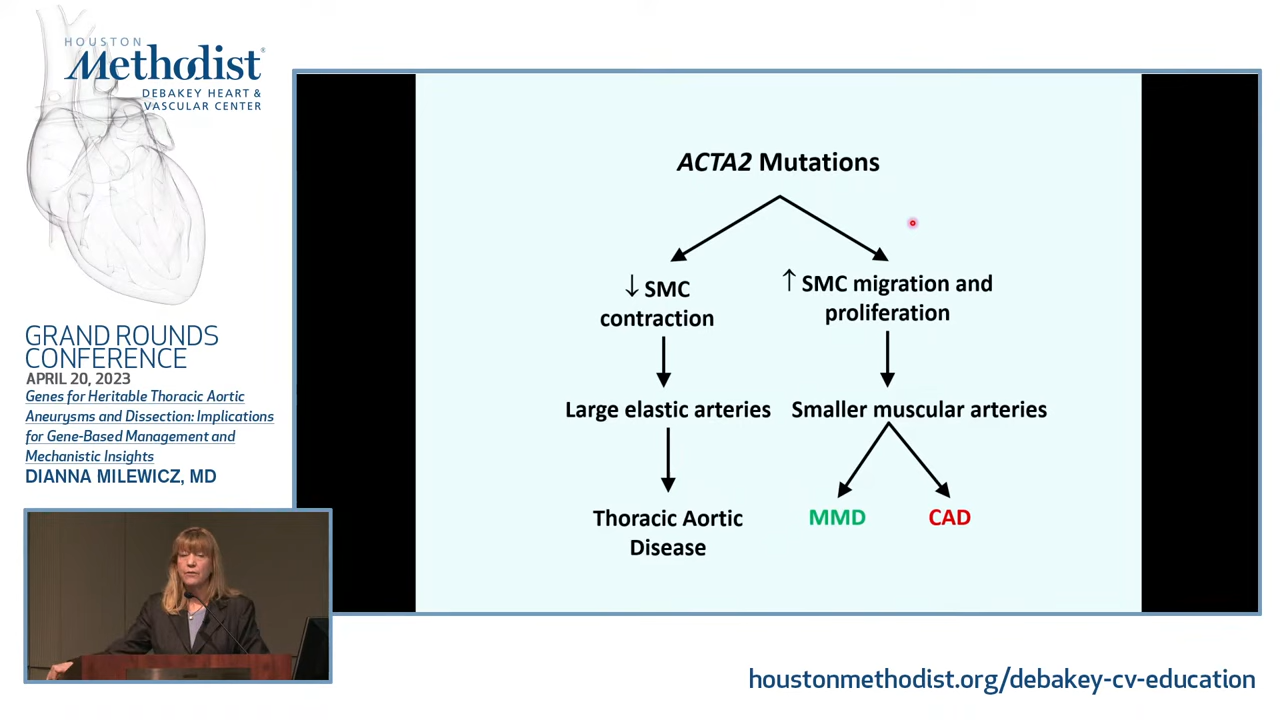 HOUSTON
Methodist®
DEBAKEY HEART &
VASCULAR CENTER
GRAND ROUNDS
CONFERENCE
APRIL 20, 2023
Genes for Heritable Thoracic Aortic
Aneurysms and Dissection: Implications
for Gene-Based Management and
Mechanistic Insights
DIANNA MILEWICZ, MD
ACTA2 Mutations
↓ SMC
contraction
↑ SMC migration and
proliferation
Large elastic arteries
Smaller muscular arteries
Thoracic Aortic
Disease
MMD
CAD
houstonmethodist.org/debakey-cv-education